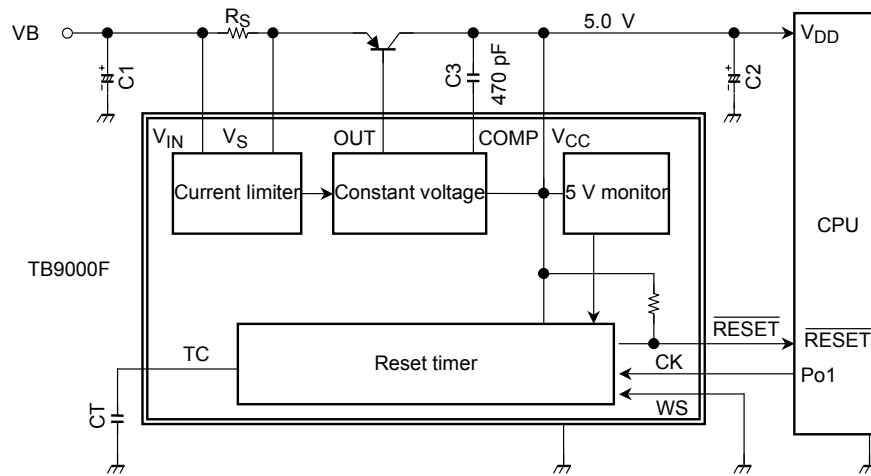 VB
RS
5.0 V
VDD
C1
C3
470 pF
C2
VIN
VS
OUT
COMP
VCC
Current limiter
Constant voltage
5 V monitor
CPU
TB9000F
RESET
RESET
TC
Reset timer
CK
Po1
WS
CT